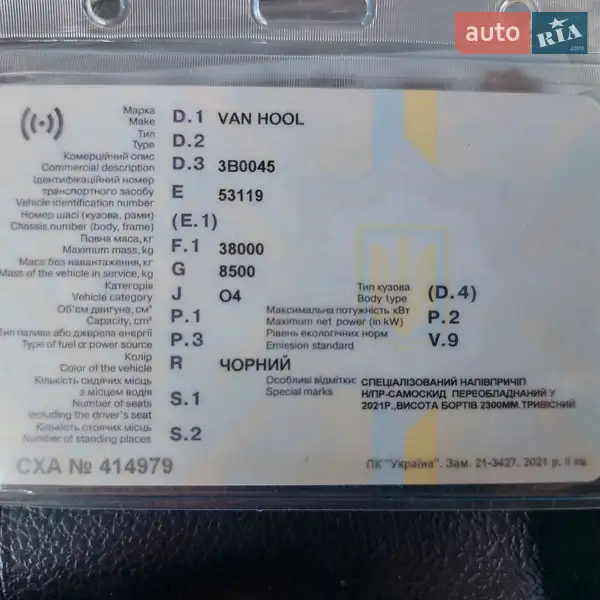 auto RIA.com
Марка
Make D.1 VAN HOOL
Тип
Type D.2
Комерційний опис
Commercial description D.3 3B0045
Ідентифікаційний номер
транспортного засобу
Vehicle identification number E 53119
Номер шасі (кузова, рами)
Chassis number (body, frame) (E.1)
Повна маса, кг
Maximum mass, kg F.1 38000
Маса без навантаження, кг
Mass of the vehicle in service, kg G 8500
Категорія
Vehicle category J O4
Тип кузова
Body type (D.4)
Об'єм двигуна, см³
Capacity, cm³ P.1
Максимальна потужність кВт
Maximum net power (in kW) P.2
Тип палива або джерела енергії
Type of fuel or power source P.3
Рівень екологічних норм
Emission standard V.9
Колір
Color of the vehicle R ЧОРНИЙ
Кількість сидячих місць
з місцем водія
Number of seats
including the driver's seat S.1
Особливі відмітки:
Special marks
СПЕЦІАЛІЗОВАНИЙ НАПІВПРИЧІП
Н/ПР-САМОСКИД ПЕРЕОБЛАДНАНИЙ У
2021Р.,ВИСОТА БОРТІВ 2300ММ.ТРИВІСНИЙ
Кількість стоячих місць
Number of standing places S.2
СХА № 414979
ПК "Україна". Зам. 21-3427. 2021 р. II кв.